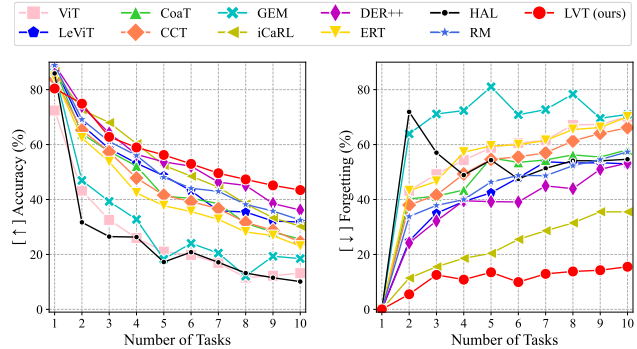 ViT CoaT GEM DER++ HAL LVT (ours)
LeViT CCT iCaRL ERT RM
[ ↑ ] Accuracy (%)
80
60
40
20
0
1 2 3 4 5 6 7 8 9 10
Number of Tasks
[ ↓ ] Forgetting (%)
80
60
40
20
0
1 2 3 4 5 6 7 8 9 10
Number of Tasks